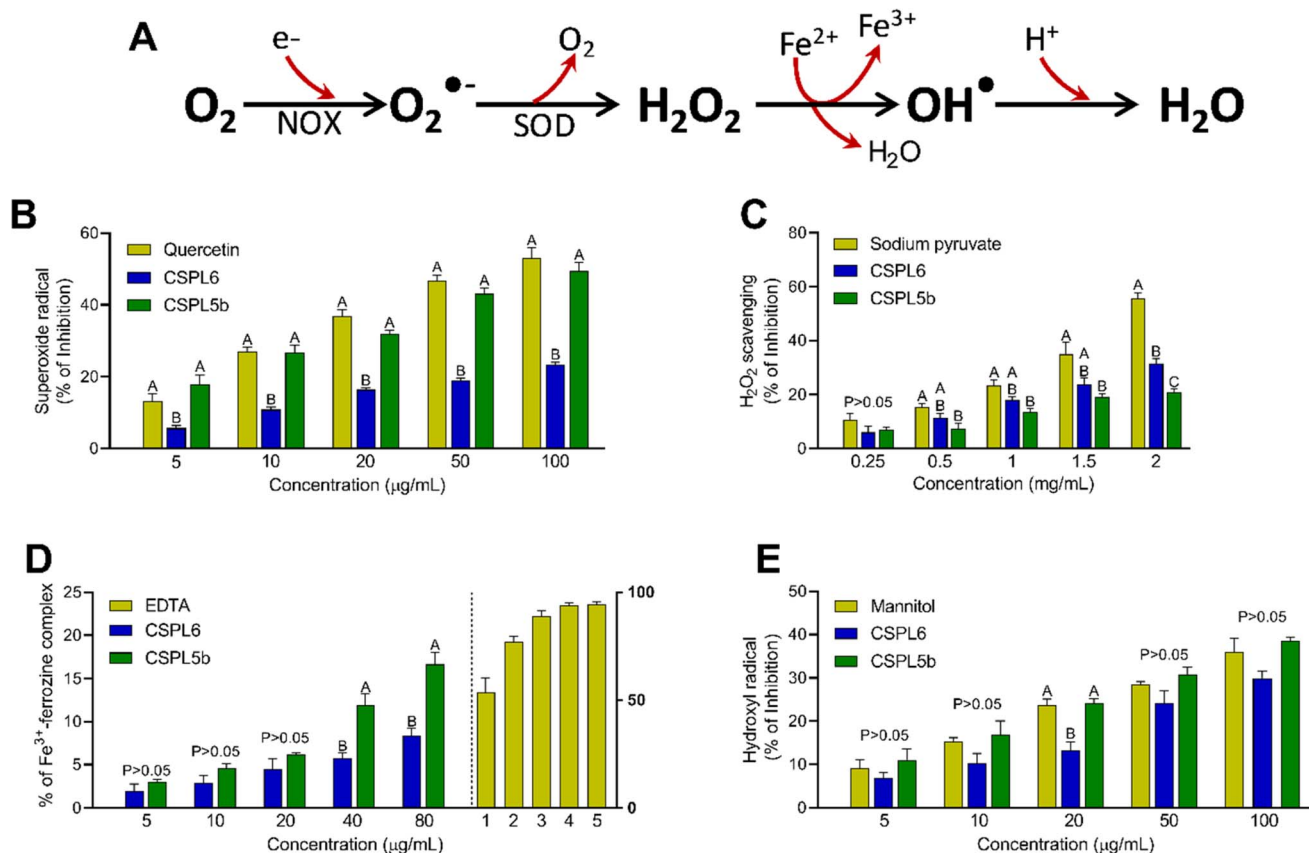 A
e-
O₂
Fe²⁺
Fe³⁺
H⁺
O₂
O₂•-
H₂O₂
OH•
H₂O
NOX
SOD
H₂O
B
Superoxide radical
(% of Inhibition)
60
40
20
0
Quercetin
CSPL6
CSPL5b
A B A
A B A
A B A
A B A
A B A
5 10 20 50 100
Concentration (μg/mL)
C
H₂O₂ scavenging
(% of Inhibition)
80
60
40
20
0
Sodium pyruvate
CSPL6
CSPL5b
P>0.05
A A B B
A A B B
A A B B
A B C
0.25 0.5 1 1.5 2
Concentration (mg/mL)
D
% of Fe³⁺-ferrozine complex
25
20
15
10
5
0
EDTA
CSPL6
CSPL5b
P>0.05
P>0.05
P>0.05
B A
B A
100
50
0
5 10 20 40 80 1 2 3 4 5
Concentration (μg/mL)
E
Hydroxyl radical
(% of Inhibition)
50
40
30
20
10
0
Mannitol
CSPL6
CSPL5b
P>0.05
P>0.05
A B A
P>0.05
P>0.05
5 10 20 50 100
Concentration (μg/mL)